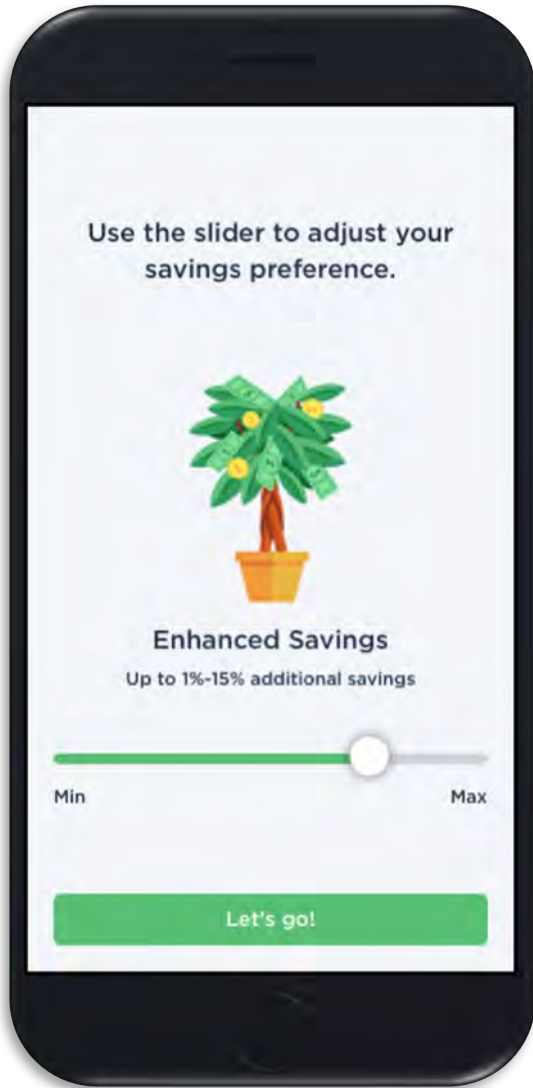 Use the slider to adjust your
savings preference.
Enhanced Savings
Up to 1%-15% additional savings
Min
Max
Let's go!